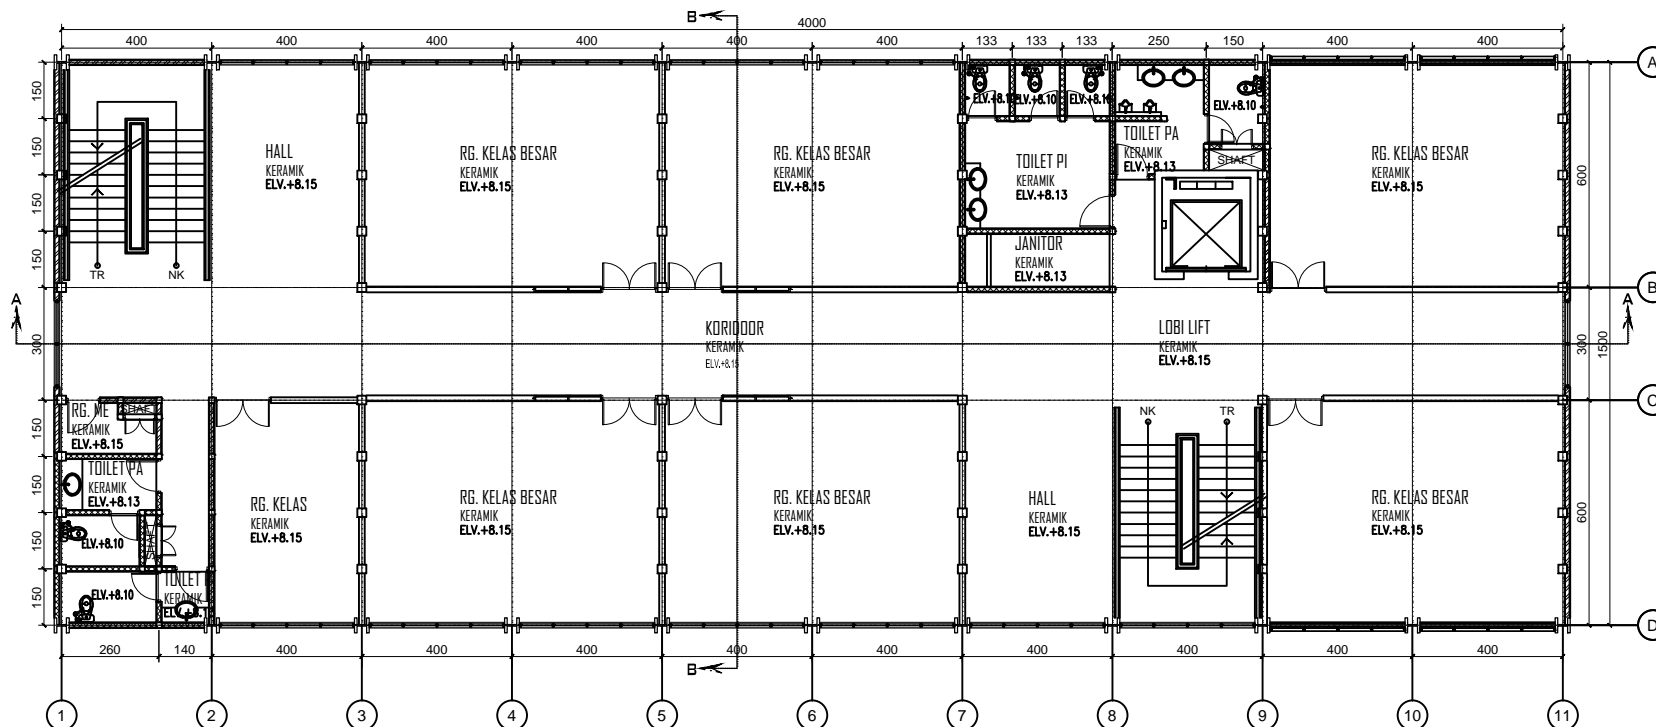 B
4000
400 400 400 400 400 400 133 133 133 250 150 400 400
A
150 150 150 150
HALL
KERAMIK
ELV.+8.15
RG. KELAS BESAR
KERAMIK
ELV.+8.15
RG. KELAS BESAR
KERAMIK
ELV.+8.15
ELV.+8.10
ELV.+8.10
TOILET PI
KERAMIK
ELV.+8.13
TOILET PA
KERAMIK
ELV.+8.13
SHAFT
JANITOR
KERAMIK
ELV.+8.13
RG. KELAS BESAR
KERAMIK
ELV.+8.15
600
TR NK
B
A
300
KORIDOOR
KERAMIK
ELV.+8.15
LOBI LIFT
KERAMIK
ELV.+8.15
A
300
1500
C
150 150 150 150
RG. ME
KERAMIK
ELV.+8.15
SHAFT
TOILET PA
KERAMIK
ELV.+8.13
ELV.+8.10
SHAFT
ELV.+8.10
TOILET
KERAMIK
RG. KELAS
KERAMIK
ELV.+8.15
RG. KELAS BESAR
KERAMIK
ELV.+8.15
RG. KELAS BESAR
KERAMIK
ELV.+8.15
HALL
KERAMIK
ELV.+8.15
NK TR
RG. KELAS BESAR
KERAMIK
ELV.+8.15
600
D
260 140 400 400 400 400 400 400 400 400 400
B
1 2 3 4 5 6 7 8 9 10 11